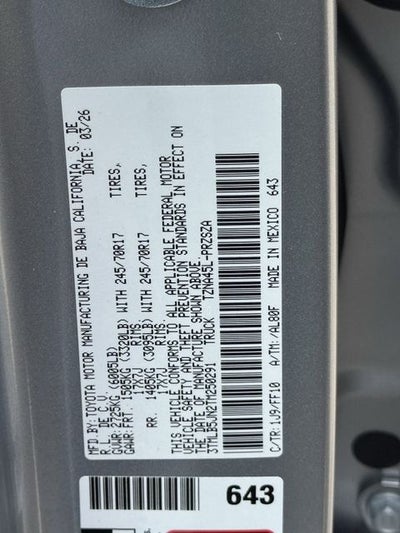 MFD.BY:TOYOTA MOTOR MANUFACTURING DE BAJA CALIFORNIA, S. DE
R.L. DE C.V. DATE: 03/26
GVWR: 2725KG (6005LB)
GAWR:FRT. 1505KG (3320LB) WITH 245/70R17 TIRES,
17X7J RIMS,
RR. 1405KG (3095LB) WITH 245/70R17 TIRES,
17X7J RIMS,
THIS VEHICLE CONFORMS TO ALL APPLICABLE FEDERAL MOTOR
VEHICLE SAFETY AND THEFT PREVENTION STANDARDS IN EFFECT ON
THE DATE OF MANUFACTURE SHOWN ABOVE.
3TMLB5JN2TM250291 TRUCK TZNA45L-PRZSZA
C/TR:1J9/FF10 A/TM:/AL80F MADE IN MEXICO 643
643